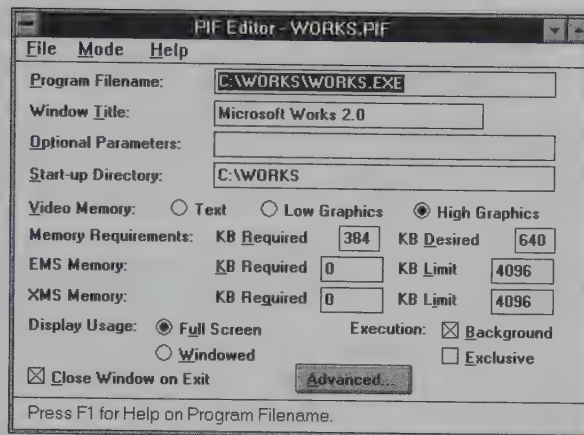 PIF Editor - WORKS.PIF
File Mode Help
Program Filename: C:\WORKS\WORKS.EXE
Window Title: Microsoft Works 2.0
Optional Parameters:
Start-up Directory: C:\WORKS
Video Memory: Text Low Graphics High Graphics
Memory Requirements: KB Required 384 KB Desired 640
EMS Memory: KB Required 0 KB Limit 4096
XMS Memory: KB Required 0 KB Limit 4096
Display Usage: Full Screen Execution: Background
Windowed Exclusive
Close Window on Exit Advanced...
Press F1 for Help on Program Filename.